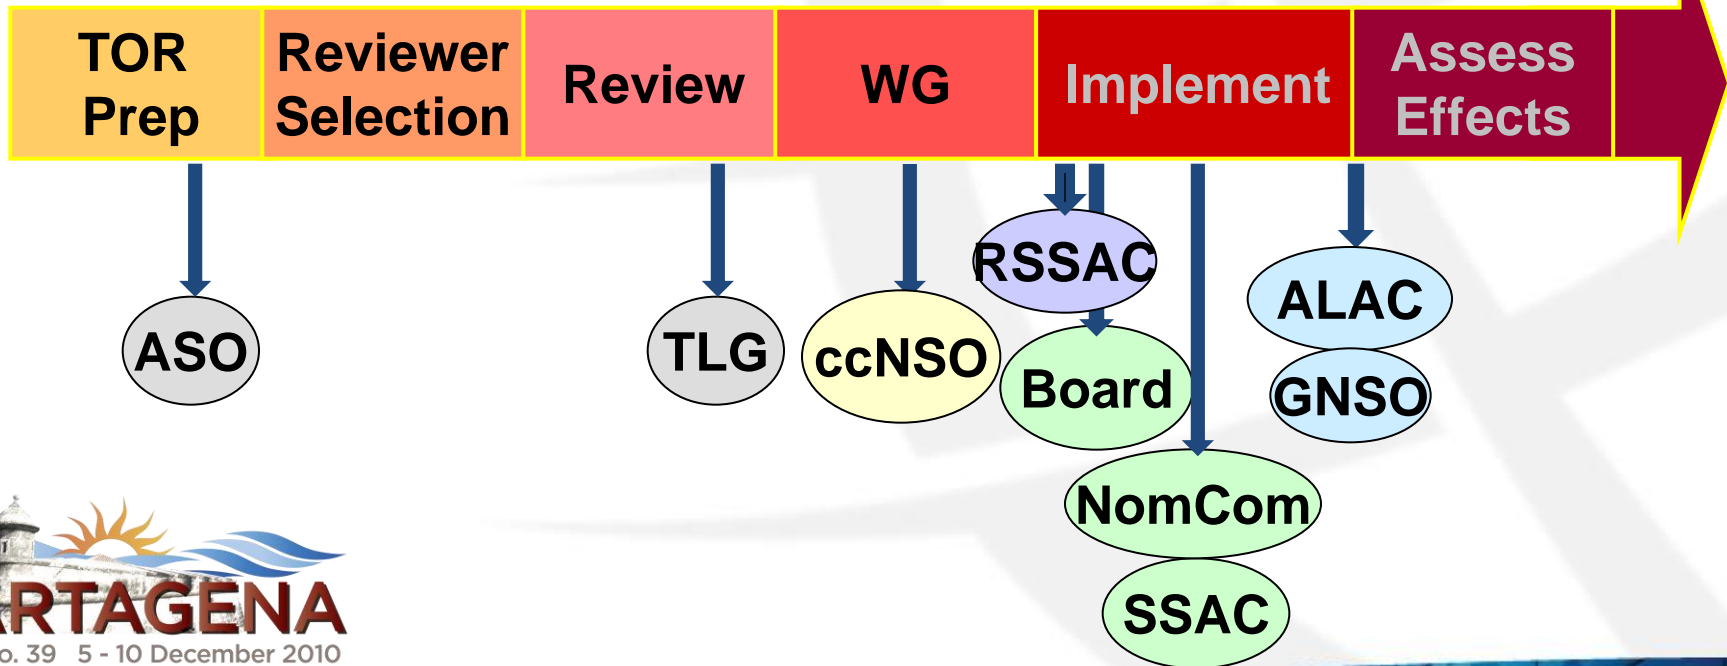 TOR
Prep
Reviewer
Selection
Review
WG
Implement
Assess
Effects
RSSAC
ALAC
ASO
TLG
ccNSO
Board
GNSO
NomCom
SSAC
ARTAGENA
o. 39 5 - 10 December 2010